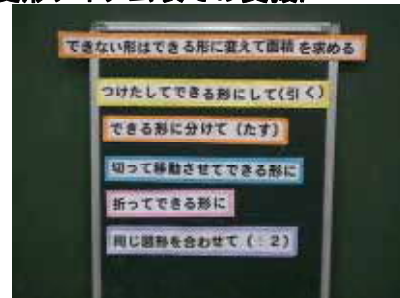 できない形はできる形に変えて面積を求める
つけたしてできる形にして(引く)
できる形に分けて(たす)
切って移動させてできる形に
折ってできる形に
同じ図形を合わせて(÷2)